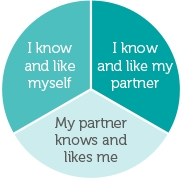 I know
and like
myself
I know
and like my
partner
My partner
knows and
likes me